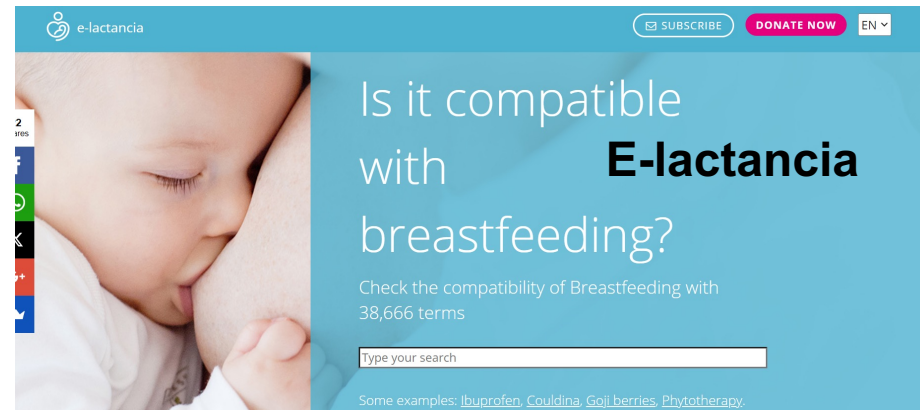 e-lactancia
SUBSCRIBE
DONATE NOW
EN
2
ares
Is it compatible
with
breastfeeding?
E-lactancia
Check the compatibility of Breastfeeding with
38,666 terms
Type your search
Some examples: Ibuprofen, Couldina, Goji berries, Phytotherapy.